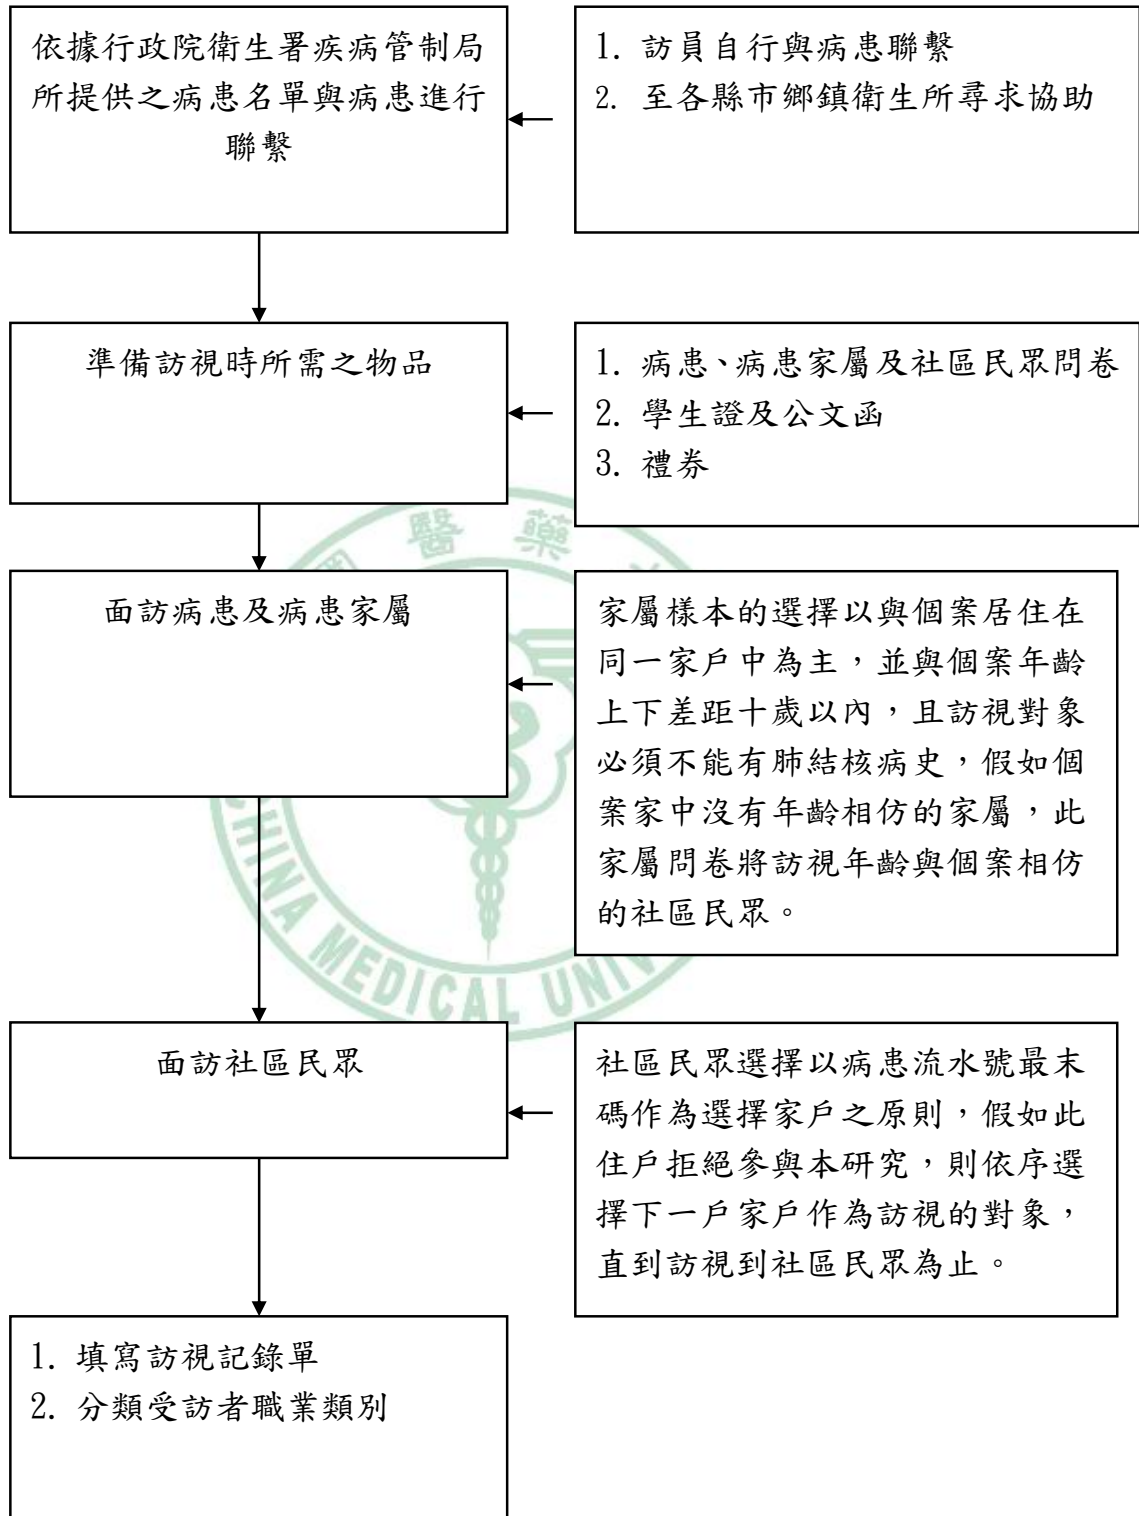 依據行政院衛生署疾病管制局
所提供之病患名單與病患進行
聯繫
1. 訪員自行與病患聯繫
2. 至各縣市鄉鎮衛生所尋求協助
準備訪視時所需之物品
1. 病患、病患家屬及社區民眾問卷
2. 學生證及公文函
3. 禮券
醫 藥
面訪病患及病患家屬
家屬樣本的選擇以與個案居住在
同一家戶中為主，並與個案年齡
上下差距十歲以內，且訪視對象
必須不能有肺結核病史，假如個
案家中沒有年齡相仿的家屬，此
家屬問卷將訪視年齡與個案相仿
的社區民眾。
CHINA MEDICAL UNIV
面訪社區民眾
社區民眾選擇以病患流水號最末
碼作為選擇家戶之原則，假如此
住戶拒絕參與本研究，則依序選
擇下一戶家戶作為訪視的對象，
直到訪視到社區民眾為止。
1. 填寫訪視記錄單
2. 分類受訪者職業類別